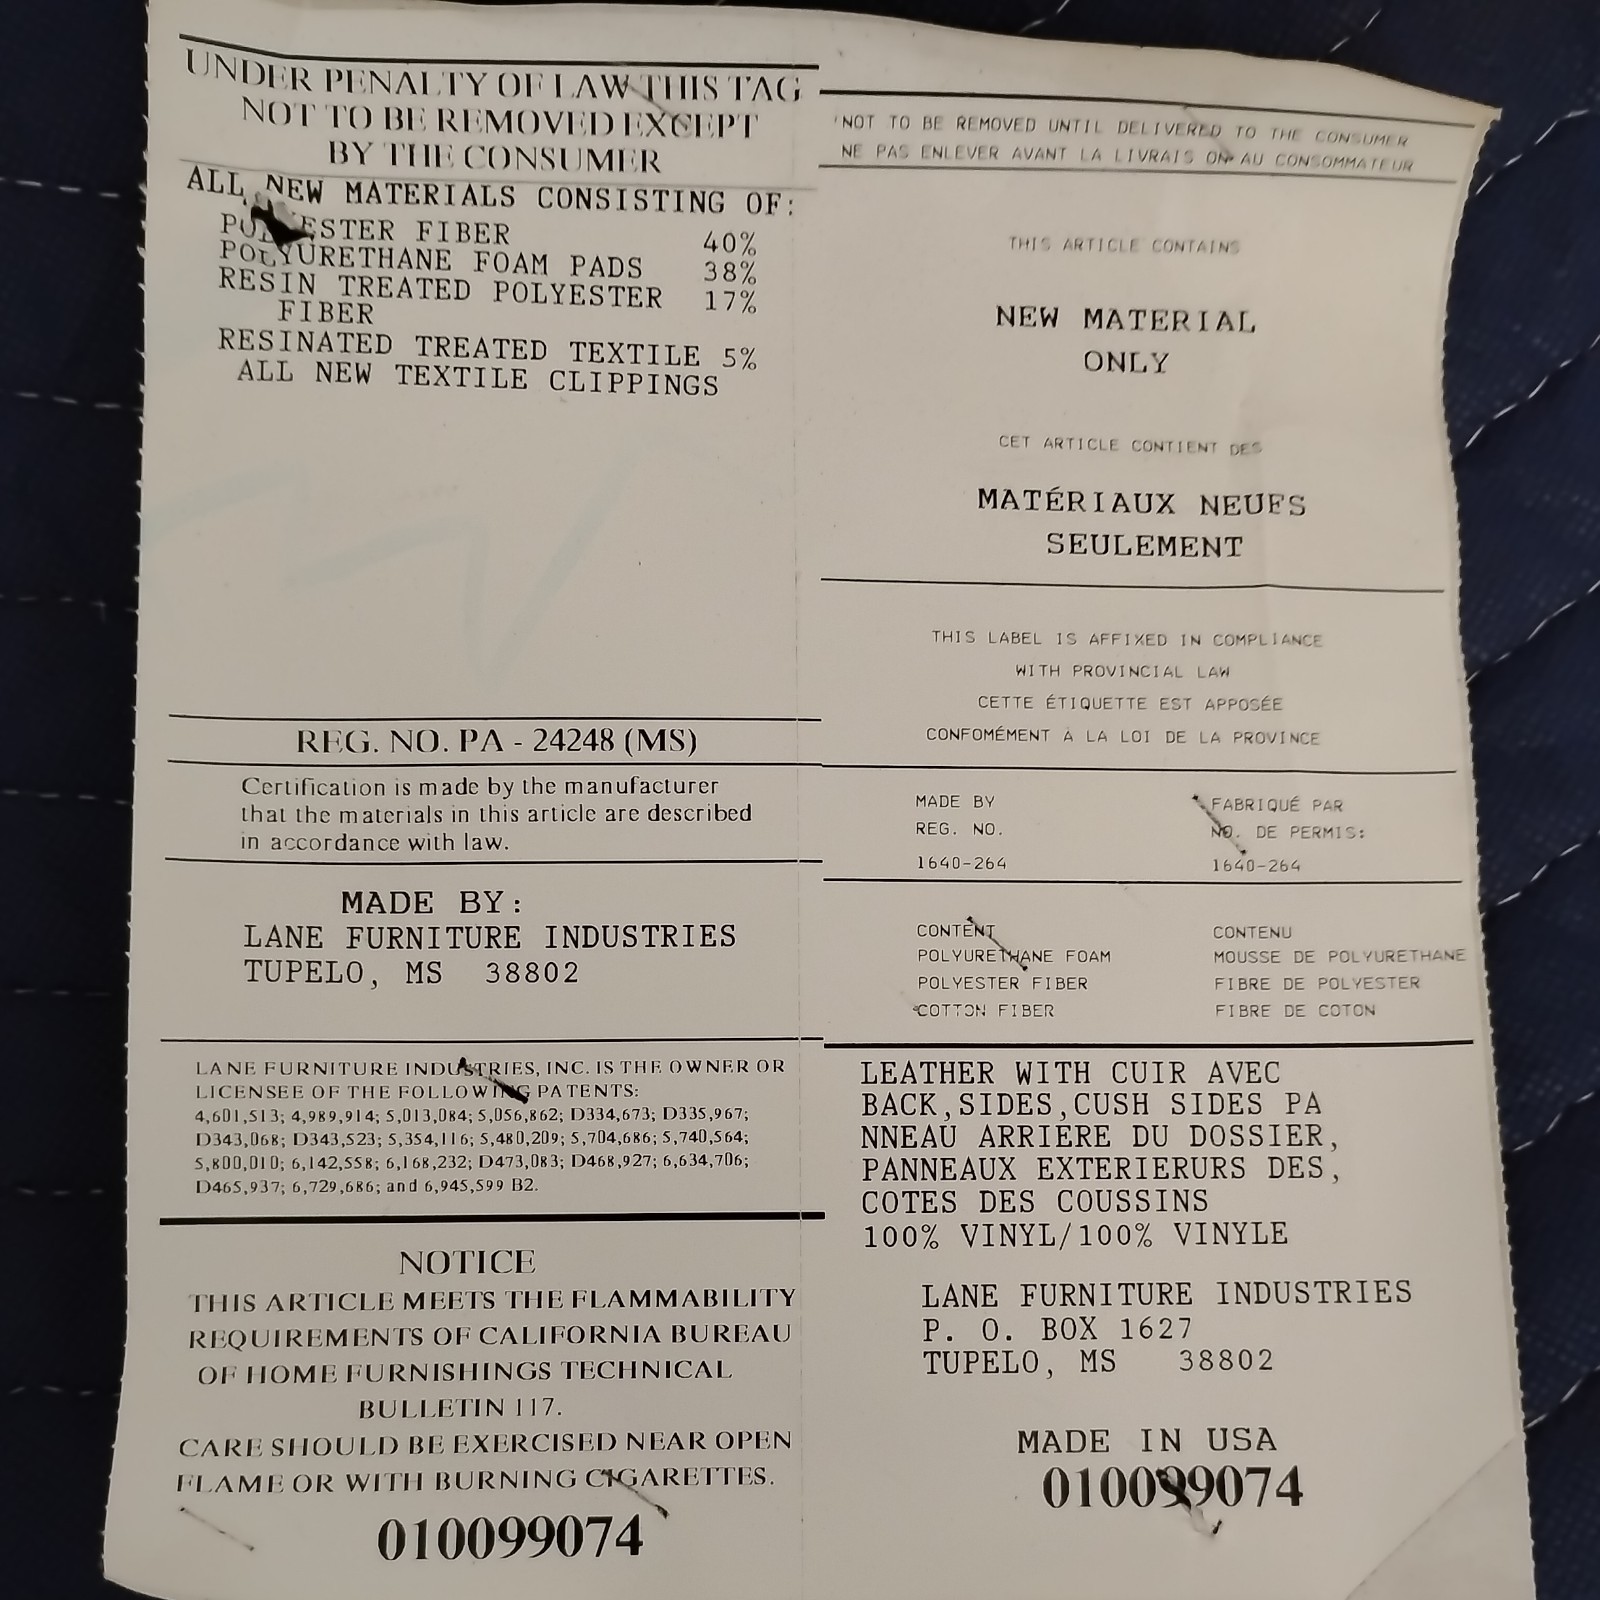 UNDER PENALTY OF LAW THIS TAG
NOT TO BE REMOVED EXCEPT
BY THE CONSUMER
ALL NEW MATERIALS CONSISTING OF:
POLYESTER FIBER 40%
POLYURETHANE FOAM PADS 38%
RESIN TREATED POLYESTER 17%
FIBER
RESINATED TREATED TEXTILE 5%
ALL NEW TEXTILE CLIPPINGS
REG. NO. PA - 24248 (MS)
Certification is made by the manufacturer
that the materials in this article are described
in accordance with law.
MADE BY:
LANE FURNITURE INDUSTRIES
TUPELO, MS 38802
LANE FURNITURE INDUSTRIES, INC. IS THE OWNER OR
LICENSEE OF THE FOLLOWING PATENTS:
4,601,513; 4,989,914; 5,013,084; 5,056,862; D334,673; D335,967;
D343,068; D343,523; 5,354,116; 5,480,209; 5,704,686; 5,740,564;
5,800,010; 6,142,558; 6,168,232; D473,083; D468,927; 6,634,706;
D465,937; 6,729,686; and 6,945,599 B2.
NOTICE
THIS ARTICLE MEETS THE FLAMMABILITY
REQUIREMENTS OF CALIFORNIA BUREAU
OF HOME FURNISHINGS TECHNICAL
BULLETIN 117.
CARE SHOULD BE EXERCISED NEAR OPEN
FLAME OR WITH BURNING CIGARETTES.
010099074
NOT TO BE REMOVED UNTIL DELIVERED TO THE CONSUMER
NE PAS ENLEVER AVANT LA LIVRAIS ON AU CONSOMMATEUR
THIS ARTICLE CONTAINS
NEW MATERIAL
ONLY
CET ARTICLE CONTIENT DES
MATÉRIAUX NEUFS
SEULEMENT
THIS LABEL IS AFFIXED IN COMPLIANCE
WITH PROVINCIAL LAW
CETTE ÉTIQUETTE EST APPOSÉE
CONFOMÉMENT À LA LOI DE LA PROVINCE
MADE BY FABRIQUÉ PAR
REG. NO. NO. DE PERMIS:
1640-264 1640-264
CONTENT CONTENU
POLYURETHANE FOAM MOUSSE DE POLYURETHANE
POLYESTER FIBER FIBRE DE POLYESTER
COTTON FIBER FIBRE DE COTON
LEATHER WITH CUIR AVEC
BACK,SIDES,CUSH SIDES PA
NNEAU ARRIERE DU DOSSIER,
PANNEAUX EXTERIERURS DES,
COTES DES COUSSINS
100% VINYL/100% VINYLE
LANE FURNITURE INDUSTRIES
P. O. BOX 1627
TUPELO, MS 38802
MADE IN USA
010099074